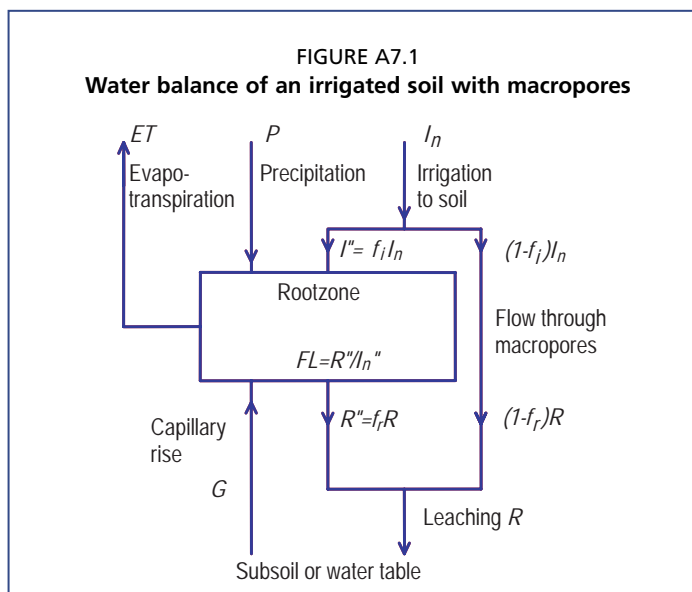 FIGURE A7.1
Water balance of an irrigated soil with macropores
ET
P
Iₙ
Evapo-
transpiration
Precipitation
Irrigation
to soil
I"= fᵢIₙ
(1-fᵢ)Iₙ
Rootzone
Flow through
macropores
FL=R"/Iₙ"
Capillary
rise
R"=fᵣR
(1-fᵣ)R
G
Leaching R
Subsoil or water table